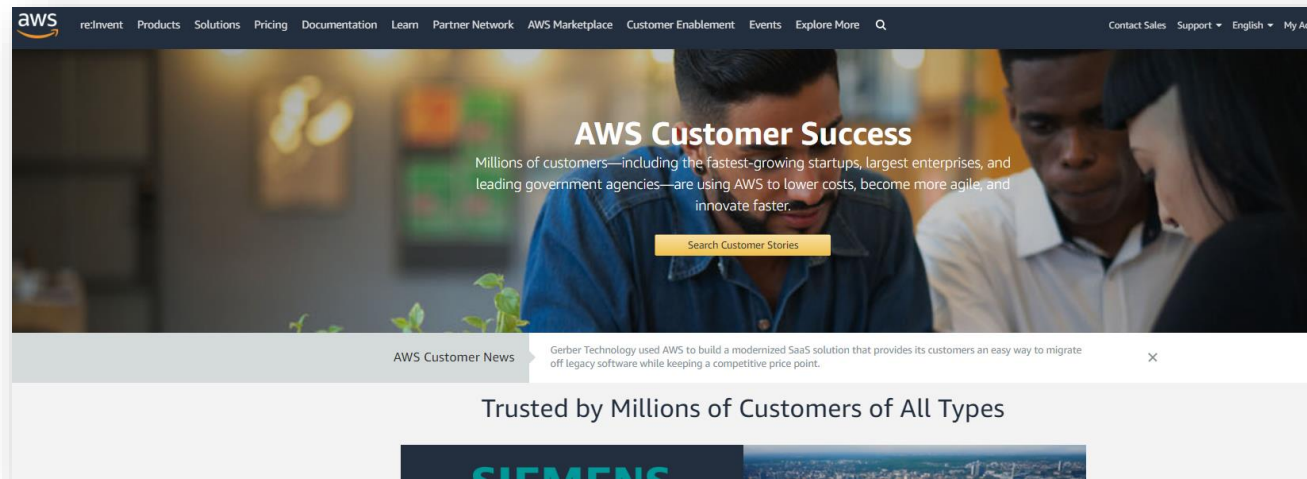 aws re:Invent Products Solutions Pricing Documentation Learn Partner Network AWS Marketplace Customer Enablement Events Explore More Contact Sales Support English My
AWS Customer Success
Millions of customers—including the fastest-growing startups, largest enterprises, and
leading government agencies—are using AWS to lower costs, become more agile, and
innovate faster.
Search Customer Stories
AWS Customer News
Gerber Technology used AWS to build a modernized SaaS solution that provides its customers an easy way to migrate
off legacy software while keeping a competitive price point.
Trusted by Millions of Customers of All Types
SIEMENS